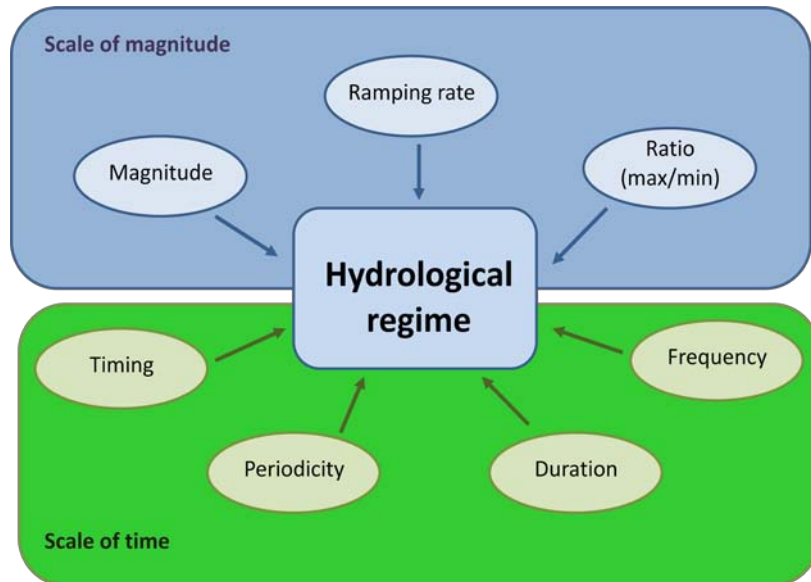 Scale of magnitude
Ramping rate
Magnitude
Ratio
(max/min)
Hydrological
regime
Timing
Frequency
Periodicity
Duration
Scale of time